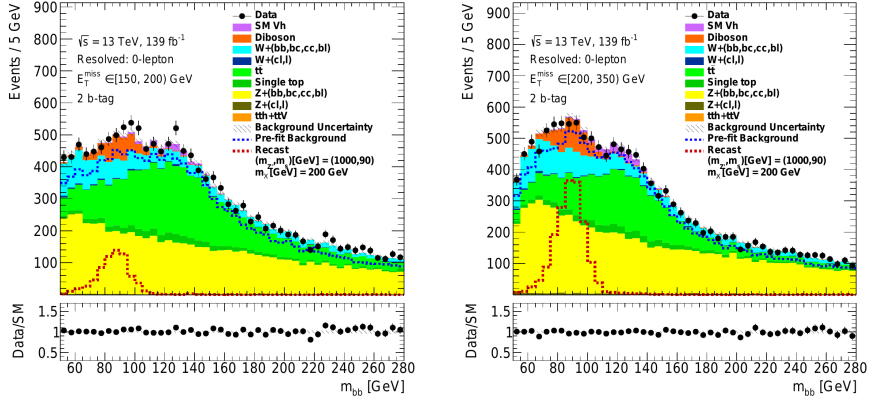 Events / 5 GeV
900
800
700
600
500
400
300
200
100
√s = 13 TeV, 139 fb⁻¹
Resolved: 0-lepton
E_T^miss ∈[150, 200) GeV
2 b-tag
Data
SM Vh
Diboson
W+(bb,bc,cc,bl)
W+(cl,l)
tt
Single top
Z+(bb,bc,cc,bl)
Z+(cl,l)
tth+ttV
Background Uncertainty
Pre-fit Background
Recast
(m_Z',m_)[GeV] = (1000,90)
m_χ[GeV] = 200 GeV
Data/SM
1.5
1
0.5
60 80 100 120 140 160 180 200 220 240 260 280
m_bb [GeV]
Events / 5 GeV
900
800
700
600
500
400
300
200
100
√s = 13 TeV, 139 fb⁻¹
Resolved: 0-lepton
E_T^miss ∈[200, 350) GeV
2 b-tag
Data
SM Vh
Diboson
W+(bb,bc,cc,bl)
W+(cl,l)
tt
Single top
Z+(bb,bc,cc,bl)
Z+(cl,l)
tth+ttV
Background Uncertainty
Pre-fit Background
Recast
(m_Z',m_)[GeV] = (1000,90)
m_χ[GeV] = 200 GeV
Data/SM
1.5
1
0.5
60 80 100 120 140 160 180 200 220 240 260 280
m_bb [GeV]